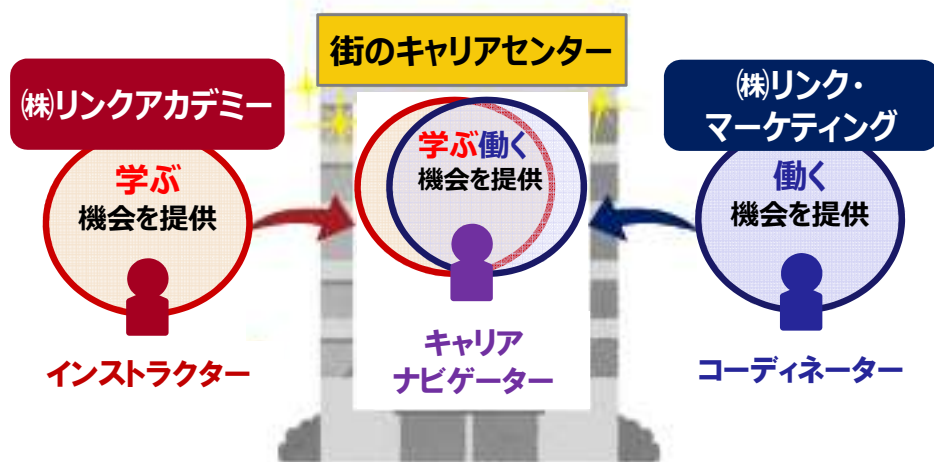 街のキャリアセンター
㈱リンクアカデミー
学ぶ
機会を提供
インストラクター
学ぶ働く
機会を提供
キャリア
ナビゲーター
㈱リンク・
マーケティング
働く
機会を提供
コーディネーター